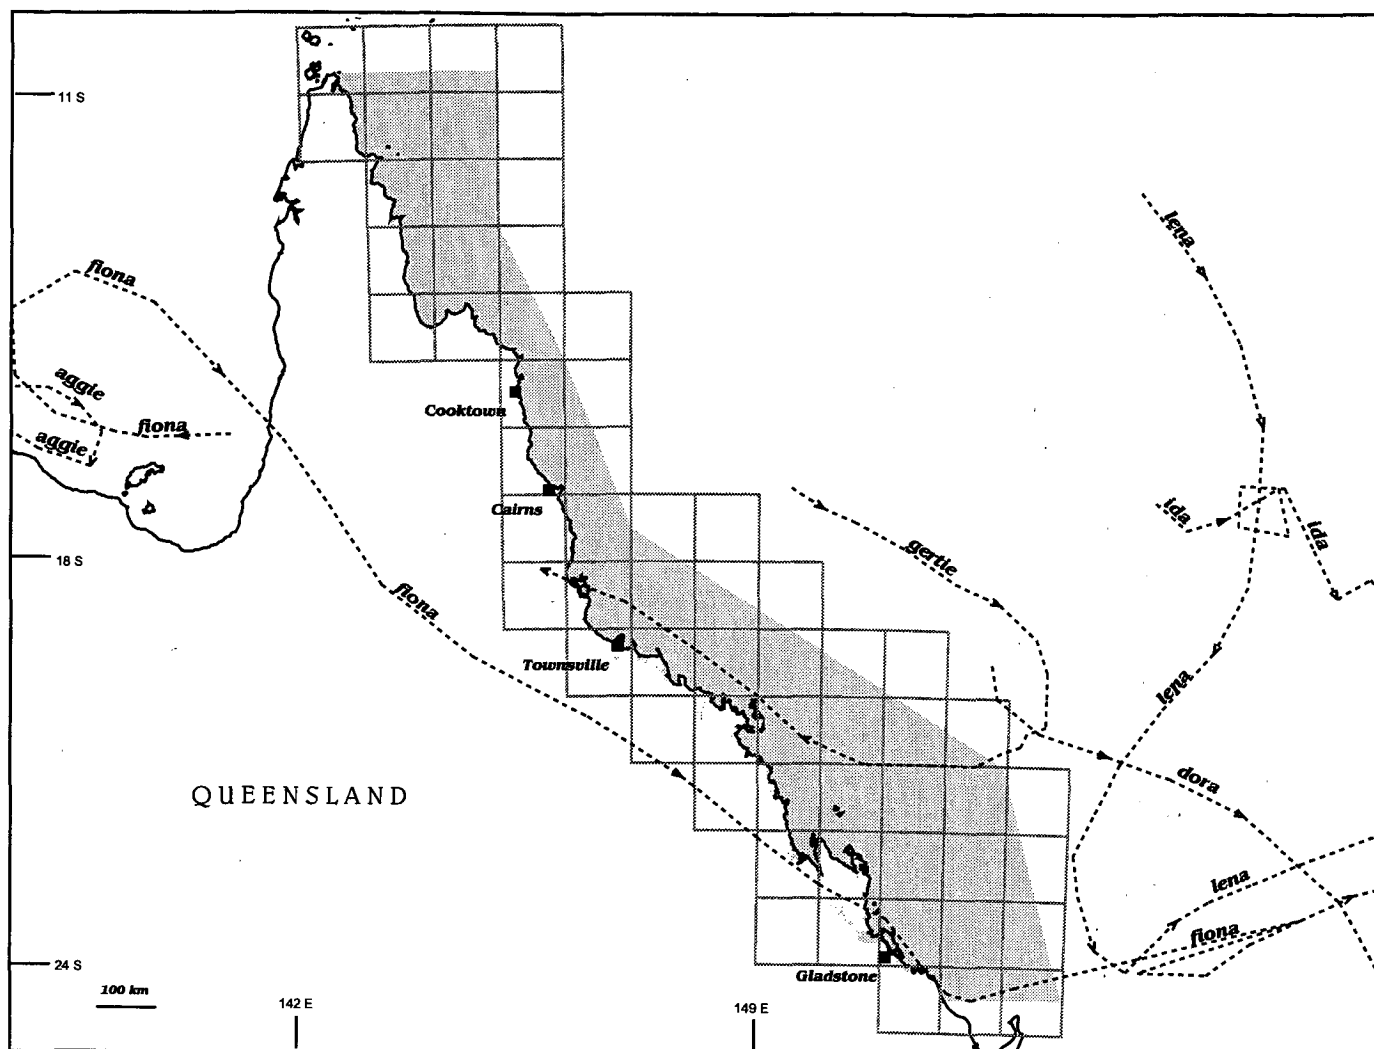 11 S
lena
fiona
aggie
Cooktown
fiona
aggie
Cairns
ida
ida
gertie
18 S
fiona
Townsville
lena
dora
QUEENSLAND
lena
fiona
24 S
Gladstone
100 km
142 E
149 E